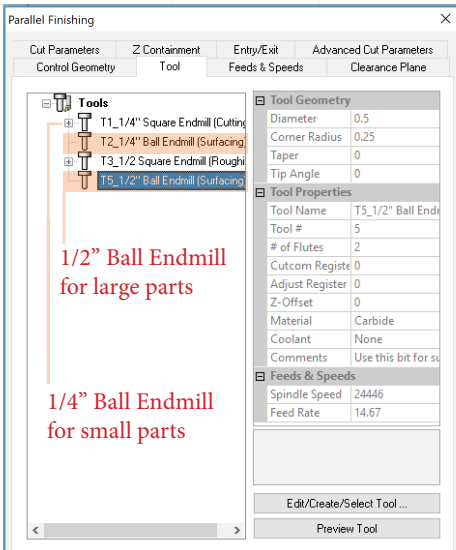 Parallel Finishing
Cut Parameters Z Containment Entry/Exit Advanced Cut Parameters
Control Geometry Tool Feeds & Speeds Clearance Plane
Tools
T1_1/4" Square Endmill (Cutting
T2_1/4" Ball Endmill (Surfacing
T3_1/2 Square Endmill (Roughi
T5_1/2" Ball Endmill (Surfacing
1/2” Ball Endmill
for large parts
1/4” Ball Endmill
for small parts
Tool Geometry
Diameter 0.5
Corner Radius 0.25
Taper 0
Tip Angle 0
Tool Properties
Tool Name T5_1/2" Ball Endr
Tool # 5
# of Flutes 2
Cutcom Registe 0
Adjust Register 0
Z-Offset 0
Material Carbide
Coolant None
Comments Use this bit for su
Feeds & Speeds
Spindle Speed 24446
Feed Rate 14.67
Edit/Create/Select Tool ...
Preview Tool